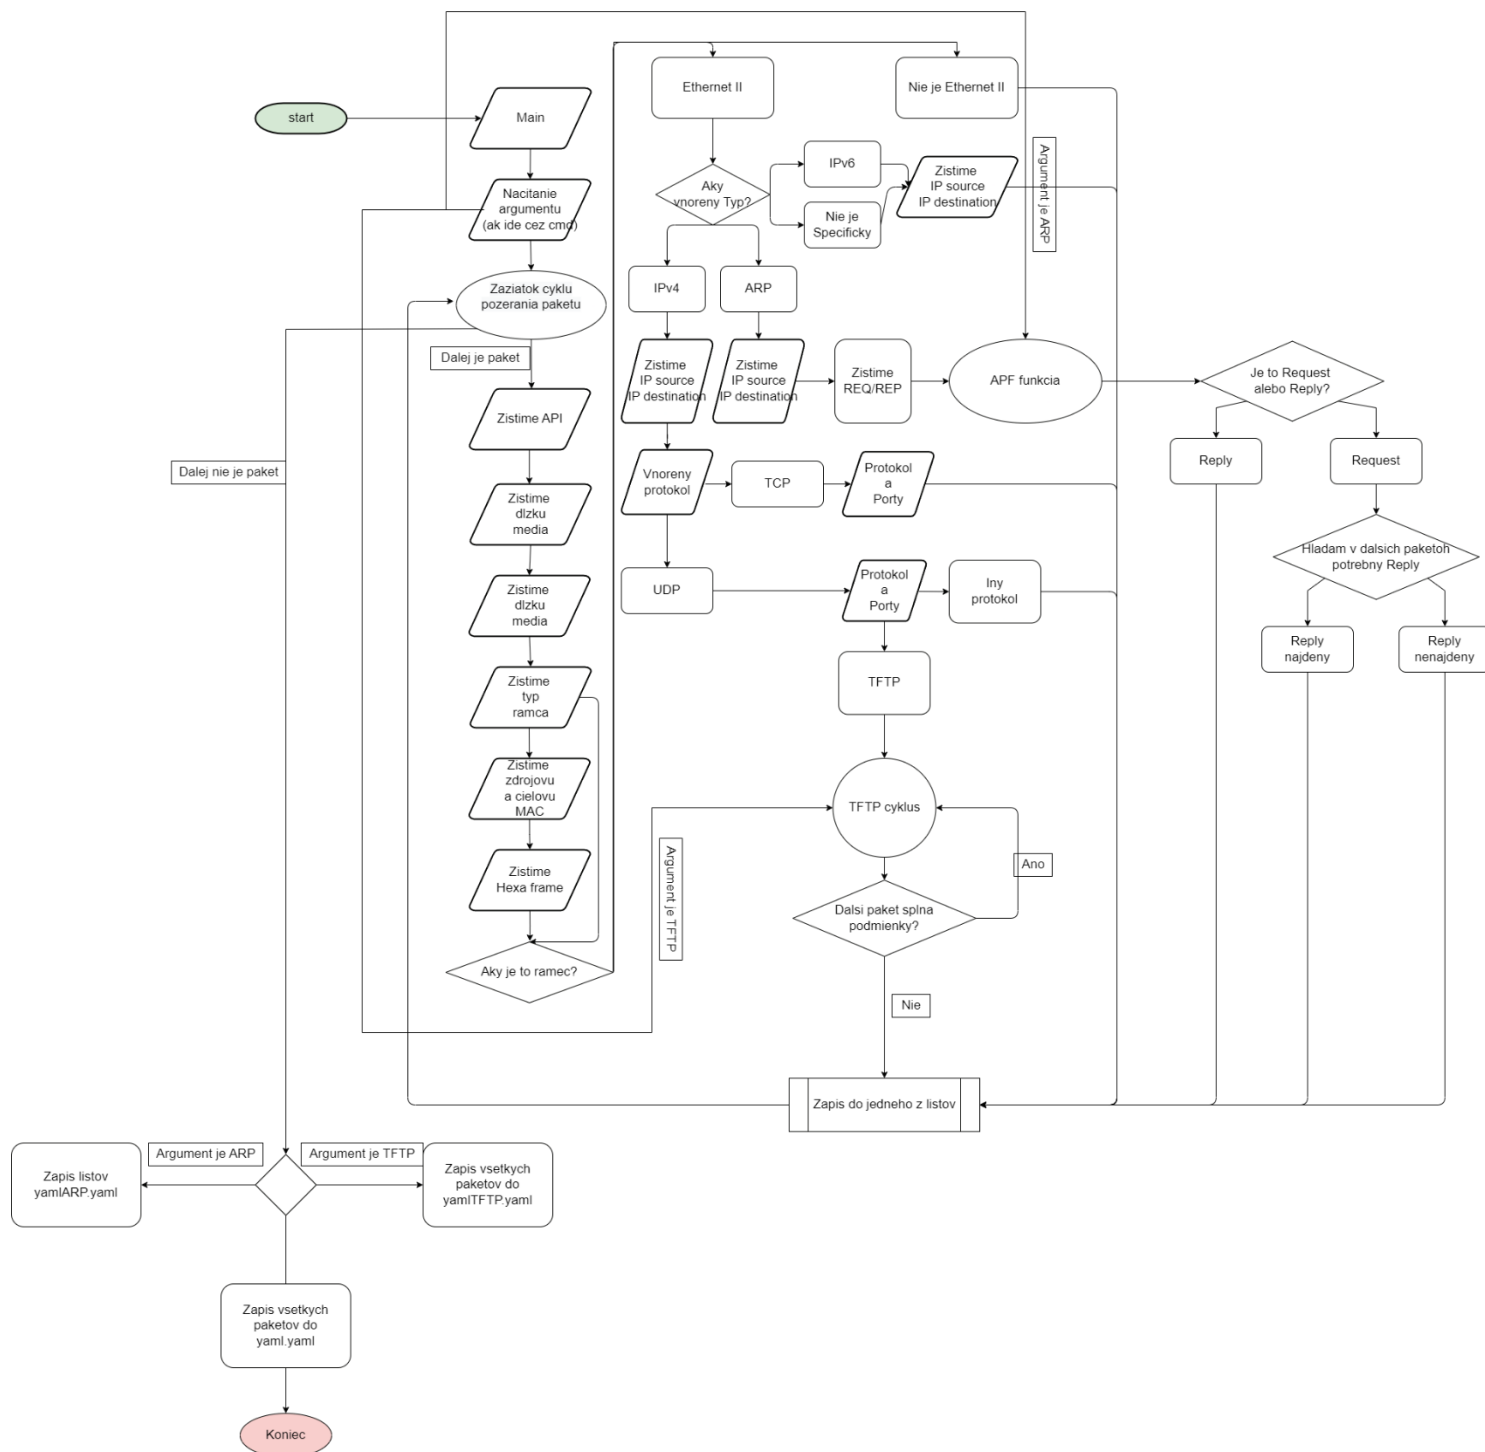 start
Main
Nacitanie
argumentu
(ak ide cez cmd)
Zaziatok cyklu
pozerania paketu
Dalej je paket
Dalej nie je paket
Zistime API
Zistime
dlzku
media
Zistime
dlzku
media
Zistime
typ
ramca
Zistime
zdrojovu
a cielovu
MAC
Zistime
Hexa frame
Aky je to ramec?
Ethernet II
Nie je Ethernet II
Aky
vnoreny Typ?
IPv6
Nie je
Specificky
Zistime
IP source
IP destination
Argument je ARP
IPv4
ARP
Zistime
IP source
IP destination
Zistime
IP source
IP destination
Zistime
REQ/REP
APF funkcia
Je to Request
alebo Reply?
Reply
Request
Hladam v dalsich paketoh
potrebny Reply
Reply
najdeny
Reply
nenajdeny
Vnoreny
protokol
TCP
Protokol
a
Porty
UDP
Protokol
a
Porty
Iny
protokol
TFTP
TFTP cyklus
Argument je TFTP
Ano
Dalsi paket splna
podmienky?
Nie
Zapis do jedneho z listov
Argument je ARP
Argument je TFTP
Zapis listov
yamlARP.yaml
Zapis vsetkych
paketov do
yamlTFTP.yaml
Zapis vsetkych
paketov do
yaml.yaml
Koniec